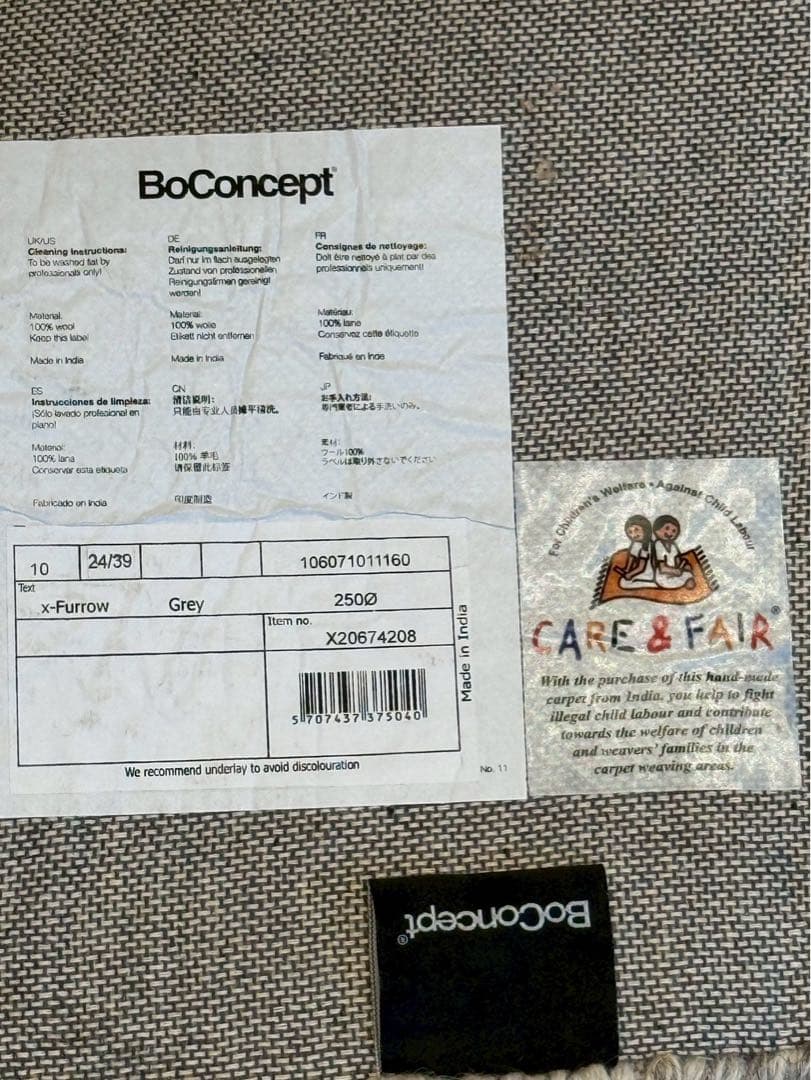 BoConcept®
UK/US
Cleaning Instructions:
To be washed flat by
professionals only!
Material:
100% wool
Keep this label
Made in India
DE
Reinigungsanleitung:
Darf nur im flach ausgelegten
Zustand von professionellen
Reinigungsfirmen gereinigt
werden!
Material:
100% wolle
Etikett nicht entfernen
Made in India
FR
Consignes de nettoyage:
Doit être nettoyé à plat par des
professionnels uniquement!
Matériau:
100% laine
Conservez cette étiquette
Fabriqué en Inde
ES
Instrucciones de limpieza:
¡Sólo lavado profesional en
plano!
Material:
100% lana
Conservar esta etiqueta
Fabricado en India
CN
清洁说明:
只能由专业人员摊平清洗。
材料:
100% 羊毛
请保留此标签
印度制造
JP
お手入れ方法:
専門業者による手洗いのみ。
素材:
ウール100%
ラベルは取り外さないでください
インド製
10 24/39 106071011160
Text
x-Furrow Grey 250Ø
Item no.
X20674208
5 707437 375040
Made in India
We recommend underlay to avoid discolouration
No. 11
For Children's Welfare • Against Child Labour
CARE & FAIR®
With the purchase of this hand-made
carpet from India, you help to fight
illegal child labour and contribute
towards the welfare of children
and weavers' families in the
carpet weaving areas.
BoConcept®